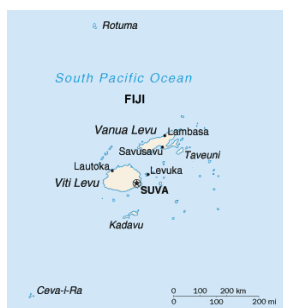 Rotuma
South Pacific Ocean
FIJI
Vanua Levu
Lambasa
Savusavu
Taveuni
Lautoka
Levuka
Viti Levu
SUVA
Kadavu
Ceva-i-Ra
0 100 200 km
0 100 200 mi